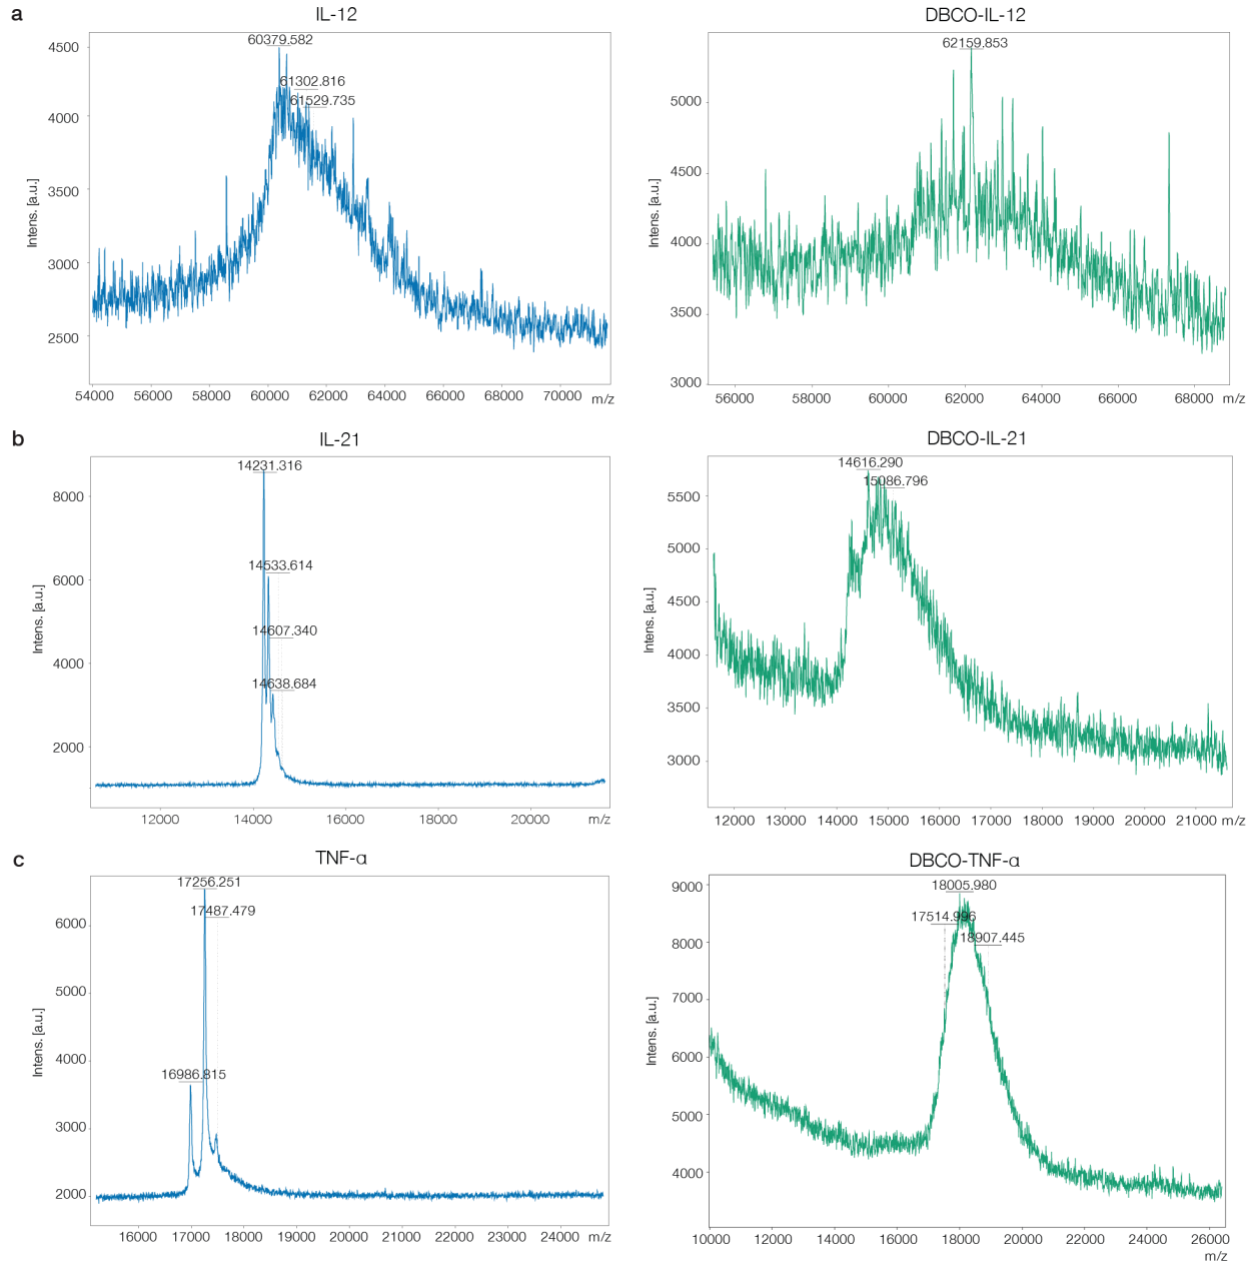 a
IL-12
60379.582
61302.816
61529.735
4500
4000
3500
3000
2500
Intens. [a.u.]
54000 56000 58000 60000 62000 64000 66000 68000 70000 m/z
DBCO-IL-12
62159.853
5000
4500
4000
3500
3000
Intens. [a.u.]
56000 58000 60000 62000 64000 66000 68000 m/z
b
IL-21
14231.316
14533.614
14607.340
14638.684
8000
6000
4000
2000
Intens. [a.u.]
12000 14000 16000 18000 20000 m/z
DBCO-IL-21
14616.290
15086.796
5500
5000
4500
4000
3500
3000
Intens. [a.u.]
12000 13000 14000 15000 16000 17000 18000 19000 20000 21000 m/z
c
TNF-α
17256.251
17487.479
16986.815
6000
5000
4000
3000
2000
Intens. [a.u.]
16000 17000 18000 19000 20000 21000 22000 23000 24000 m/z
DBCO-TNF-α
18005.980
17514.996
18907.445
9000
8000
7000
6000
5000
4000
Intens. [a.u.]
10000 12000 14000 16000 18000 20000 22000 24000 26000
m/z